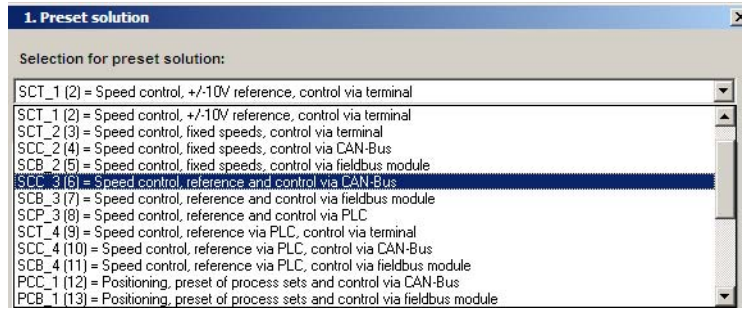 1. Preset solution
Selection for preset solution:
SCT_1 (2) = Speed control, +/-10V reference, control via terminal
SCT_1 (2) = Speed control, +/-10V reference, control via terminal
SCT_2 (3) = Speed control, fixed speeds, control via terminal
SCC_2 (4) = Speed control, fixed speeds, control via CAN-Bus
SCB_2 (5) = Speed control, fixed speeds, control via fieldbus module
SCC_3 (6) = Speed control, reference and control via CAN-Bus
SCB_3 (7) = Speed control, reference and control via fieldbus module
SCP_3 (8) = Speed control, reference and control via PLC
SCT_4 (9) = Speed control, reference via PLC, control via terminal
SCC_4 (10) = Speed control, reference via PLC, control via CAN-Bus
SCB_4 (11) = Speed control, reference via PLC, control via fieldbus module
PCC_1 (12) = Positioning, preset of process sets and control via CAN-Bus
PCB_1 (13) = Positioning, preset of process sets and control via fieldbus module